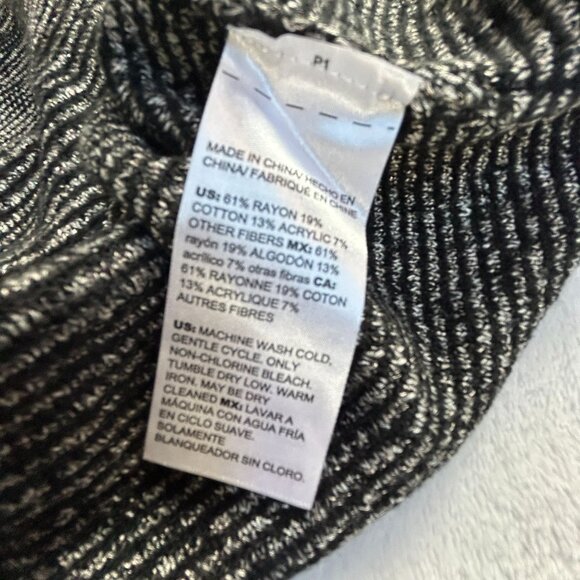 P1
MADE IN CHINA/ HECHO EN
CHINA/ FABRIQUÉ EN CHINE
US: 61% RAYON 19%
COTTON 13% ACRYLIC 7%
OTHER FIBERS MX: 61%
rayón 19% ALGODÓN 13%
acrílico 7% otras fibras CA:
61% RAYONNE 19% COTON
13% ACRYLIQUE 7%
AUTRES FIBRES
US: MACHINE WASH COLD,
GENTLE CYCLE. ONLY
NON-CHLORINE BLEACH.
TUMBLE DRY LOW. WARM
IRON. MAY BE DRY
CLEANED MX: LAVAR A
MÁQUINA CON AGUA FRÍA
EN CICLO SUAVE.
SOLAMENTE
BLANQUEADOR SIN CLORO.